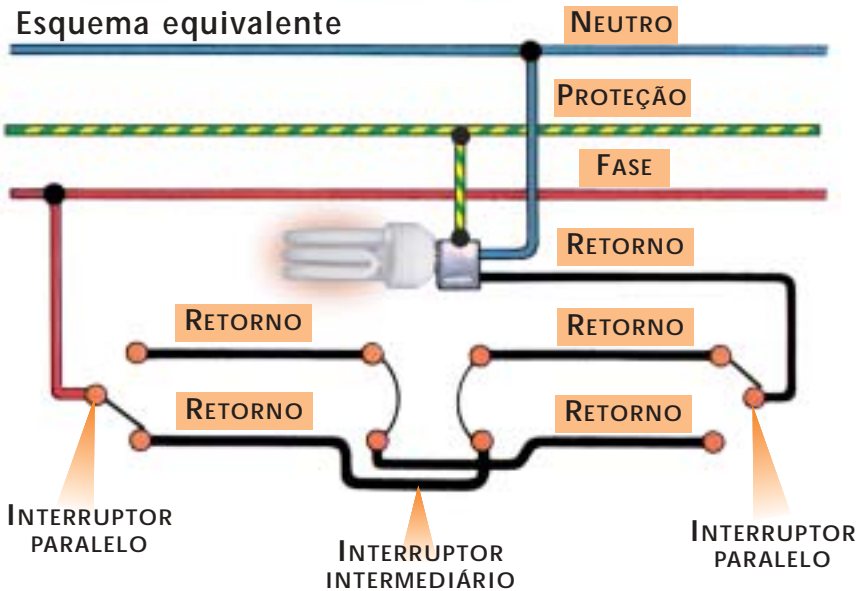 Esquema equivalente
NEUTRO
PROTEÇÃO
FASE
RETORNO
RETORNO
RETORNO
RETORNO
RETORNO
INTERRUPTOR
PARALELO
INTERRUPTOR
INTERMEDIÁRIO
INTERRUPTOR
PARALELO